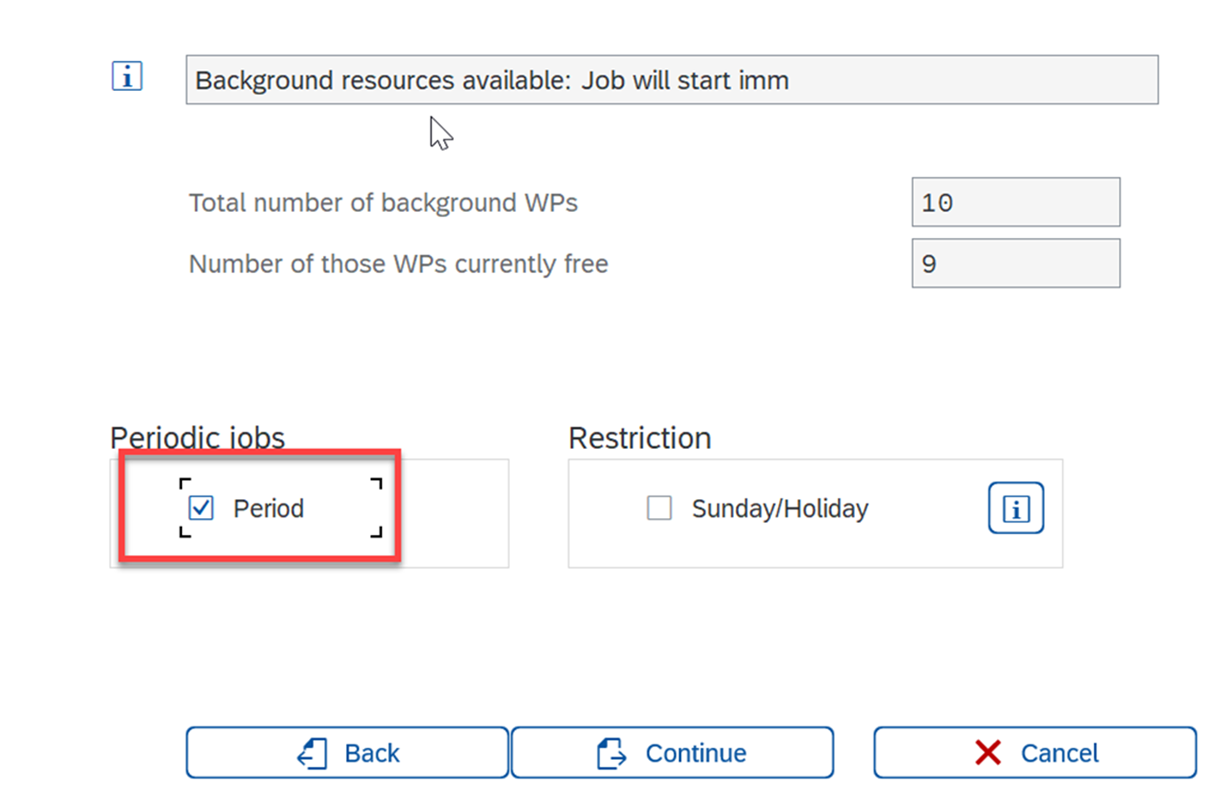 Background resources available: Job will start imm
Total number of background WPs
10
Number of those WPs currently free
9
Periodic jobs
Restriction
Period
Sunday/Holiday
Back
Continue
Cancel